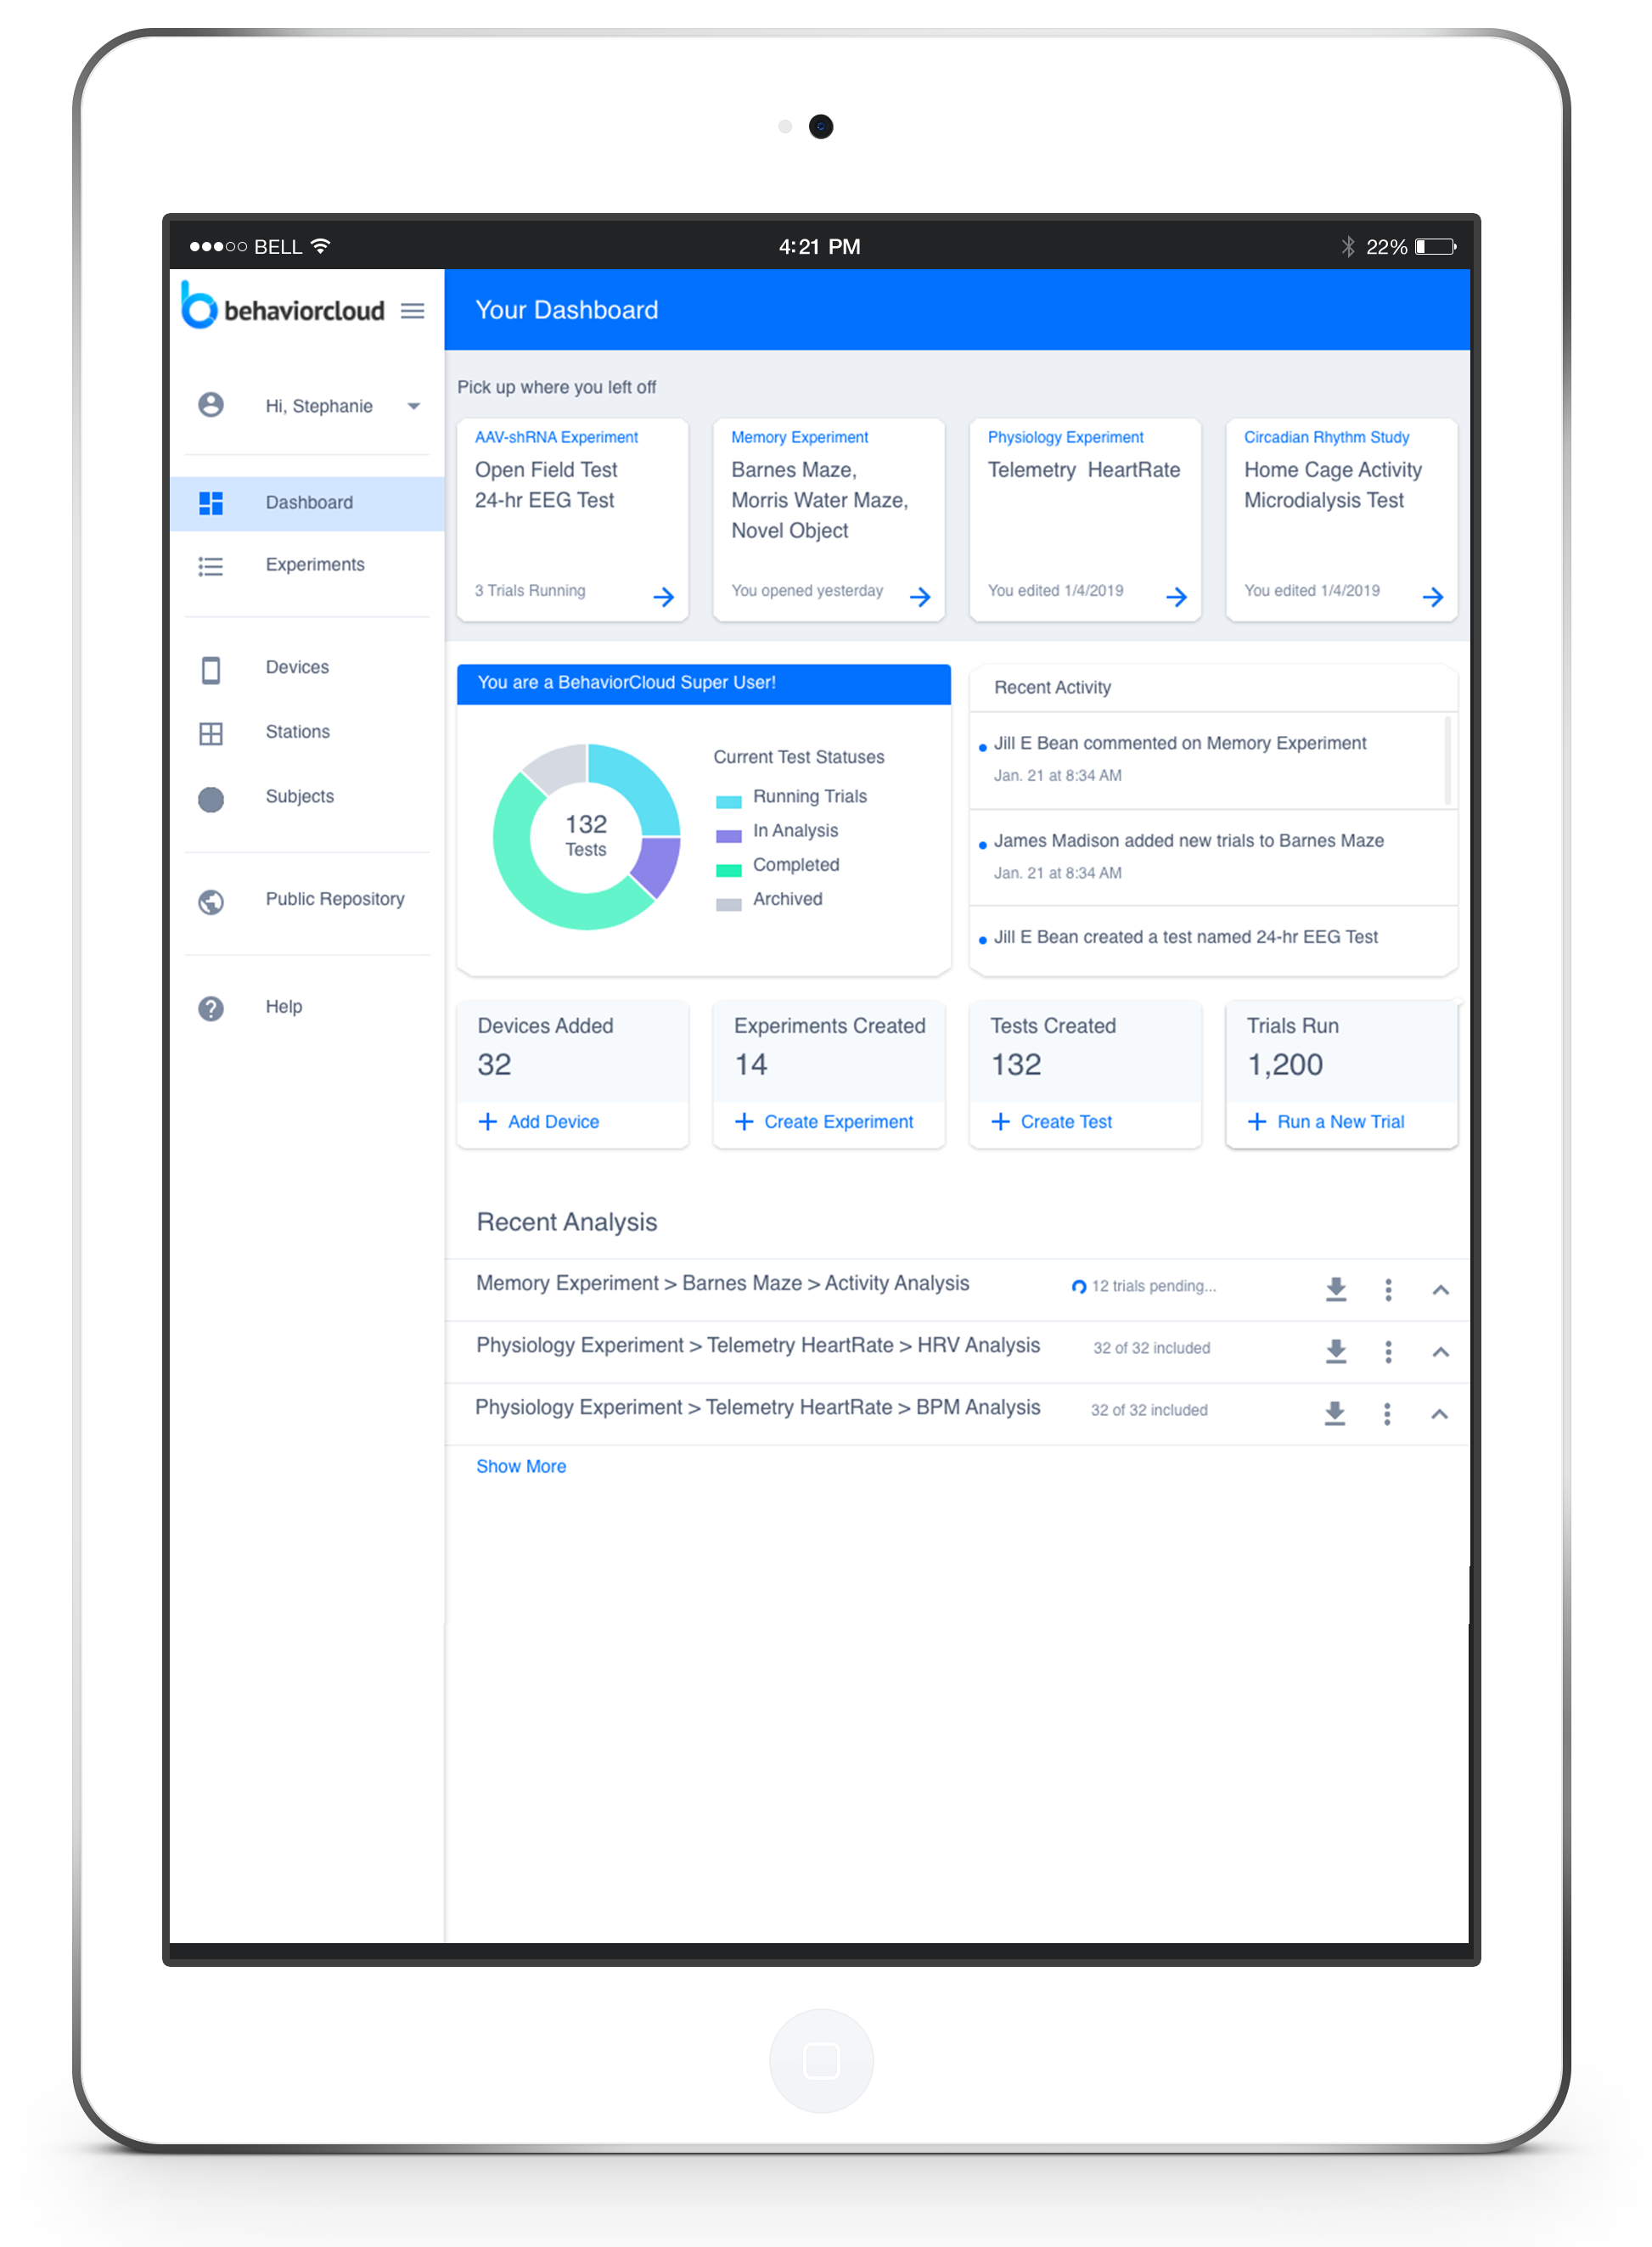 BELL
4:21 PM
22%
behaviorcloud
Your Dashboard
Hi, Stephanie
Dashboard
Experiments
Devices
Stations
Subjects
Public Repository
Help
Pick up where you left off
AAV-shRNA Experiment
Open Field Test
24-hr EEG Test
3 Trials Running
Memory Experiment
Barnes Maze,
Morris Water Maze,
Novel Object
You opened yesterday
Physiology Experiment
Telemetry HeartRate
You edited 1/4/2019
Circadian Rhythm Study
Home Cage Activity
Microdialysis Test
You edited 1/4/2019
You are a BehaviorCloud Super User!
132
Tests
Current Test Statuses
Running Trials
In Analysis
Completed
Archived
Recent Activity
Jill E Bean commented on Memory Experiment
Jan. 21 at 8:34 AM
James Madison added new trials to Barnes Maze
Jan. 21 at 8:34 AM
Jill E Bean created a test named 24-hr EEG Test
Devices Added
32
+ Add Device
Experiments Created
14
+ Create Experiment
Tests Created
132
+ Create Test
Trials Run
1,200
+ Run a New Trial
Recent Analysis
Memory Experiment > Barnes Maze > Activity Analysis 12 trials pending...
Physiology Experiment > Telemetry HeartRate > HRV Analysis 32 of 32 included
Physiology Experiment > Telemetry HeartRate > BPM Analysis 32 of 32 included
Show More